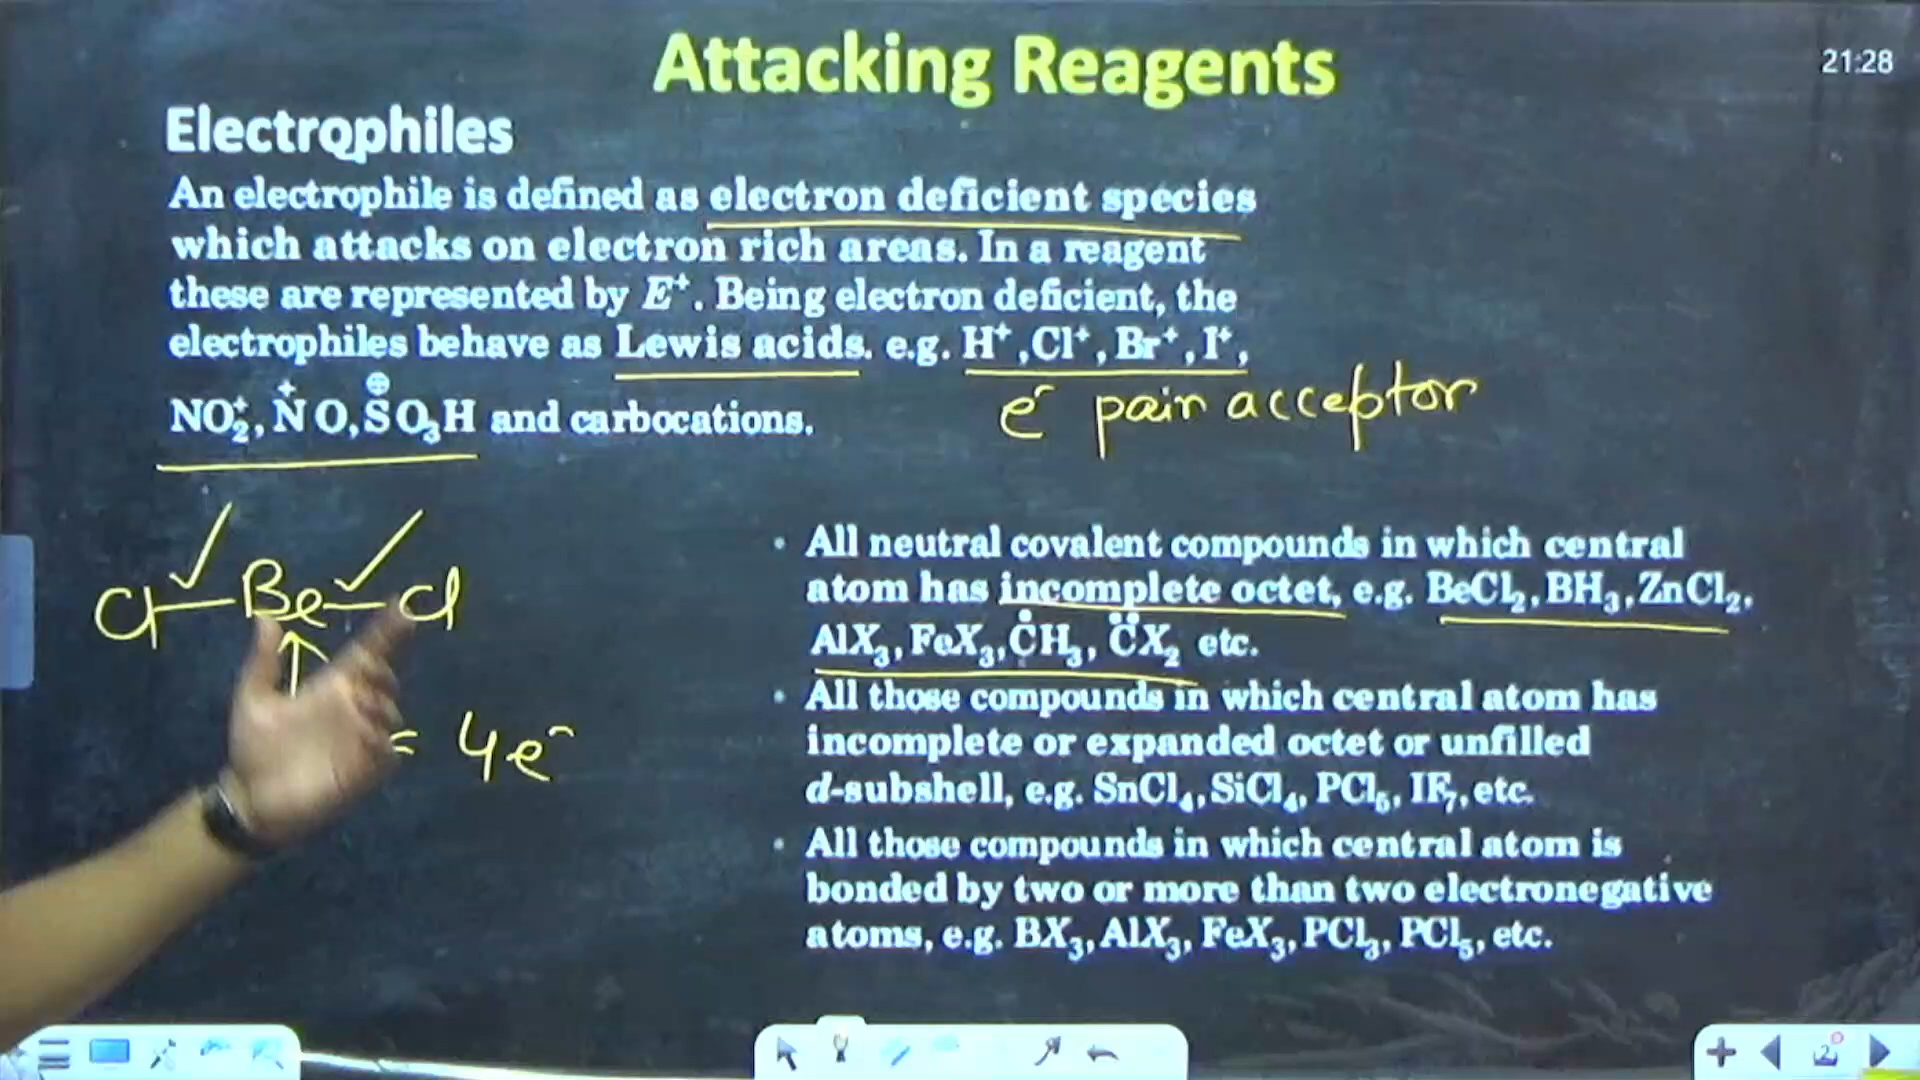 Attacking Reagents
21:28
Electrophiles
An electrophile is defined as electron deficient species
which attacks on electron rich areas. In a reagent
these are represented by E⁺. Being electron deficient, the
electrophiles behave as Lewis acids. e.g. H⁺, Cl⁺, Br⁺, I⁺,
e⁻ pair acceptor
NO₂⁺, N⁺O, S⊕O₃H and carbocations.
Cl—Be—Cl
= 4e⁻
• All neutral covalent compounds in which central
atom has incomplete octet, e.g. BeCl₂, BH₃, ZnCl₂,
AlX₃, FeX₃, ĊH₃, C̈X₂ etc.
• All those compounds in which central atom has
incomplete or expanded octet or unfilled
d-subshell, e.g. SnCl₄, SiCl₄, PCl₅, IF₇, etc.
• All those compounds in which central atom is
bonded by two or more than two electronegative
atoms, e.g. BX₃, AlX₃, FeX₃, PCl₃, PCl₅, etc.
2